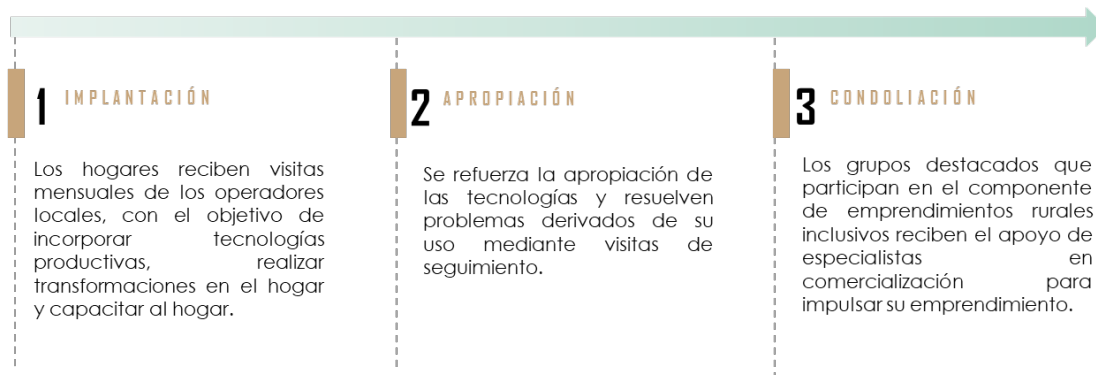 1 IMPLANTACIÓN
Los hogares reciben visitas
mensuales de los operadores
locales, con el objetivo de
incorporar tecnologías
productivas, realizar
transformaciones en el hogar
y capacitar al hogar.
2 APROPIACIÓN
Se refuerza la apropiación de
las tecnologías y resuelven
problemas derivados de su
uso mediante visitas de
seguimiento.
3 CONDOLIACIÓN
Los grupos destacados que
participan en el componente
de emprendimientos rurales
inclusivos reciben el apoyo de
especialistas en
comercialización para
impulsar su emprendimiento.